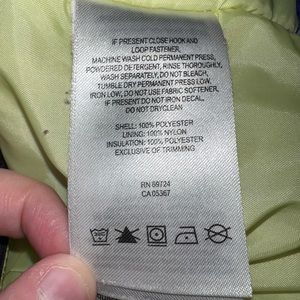 IF PRESENT CLOSE HOOK AND
LOOP FASTENER,
MACHINE WASH COLD PERMANENT PRESS,
POWDERED DETERGENT, RINSE THOROUGHLY,
WASH SEPARATELY, DO NOT BLEACH,
TUMBLE DRY PERMANENT PRESS LOW,
IRON LOW, DO NOT USE FABRIC SOFTENER.
IF PRESENT DO NOT IRON DECAL,
DO NOT DRYCLEAN
SHELL: 100% POLYESTER
LINING: 100% NYLON
INSULATION: 100% POLYESTER
EXCLUSIVE OF TRIMMING
RN 69724
CA 05367